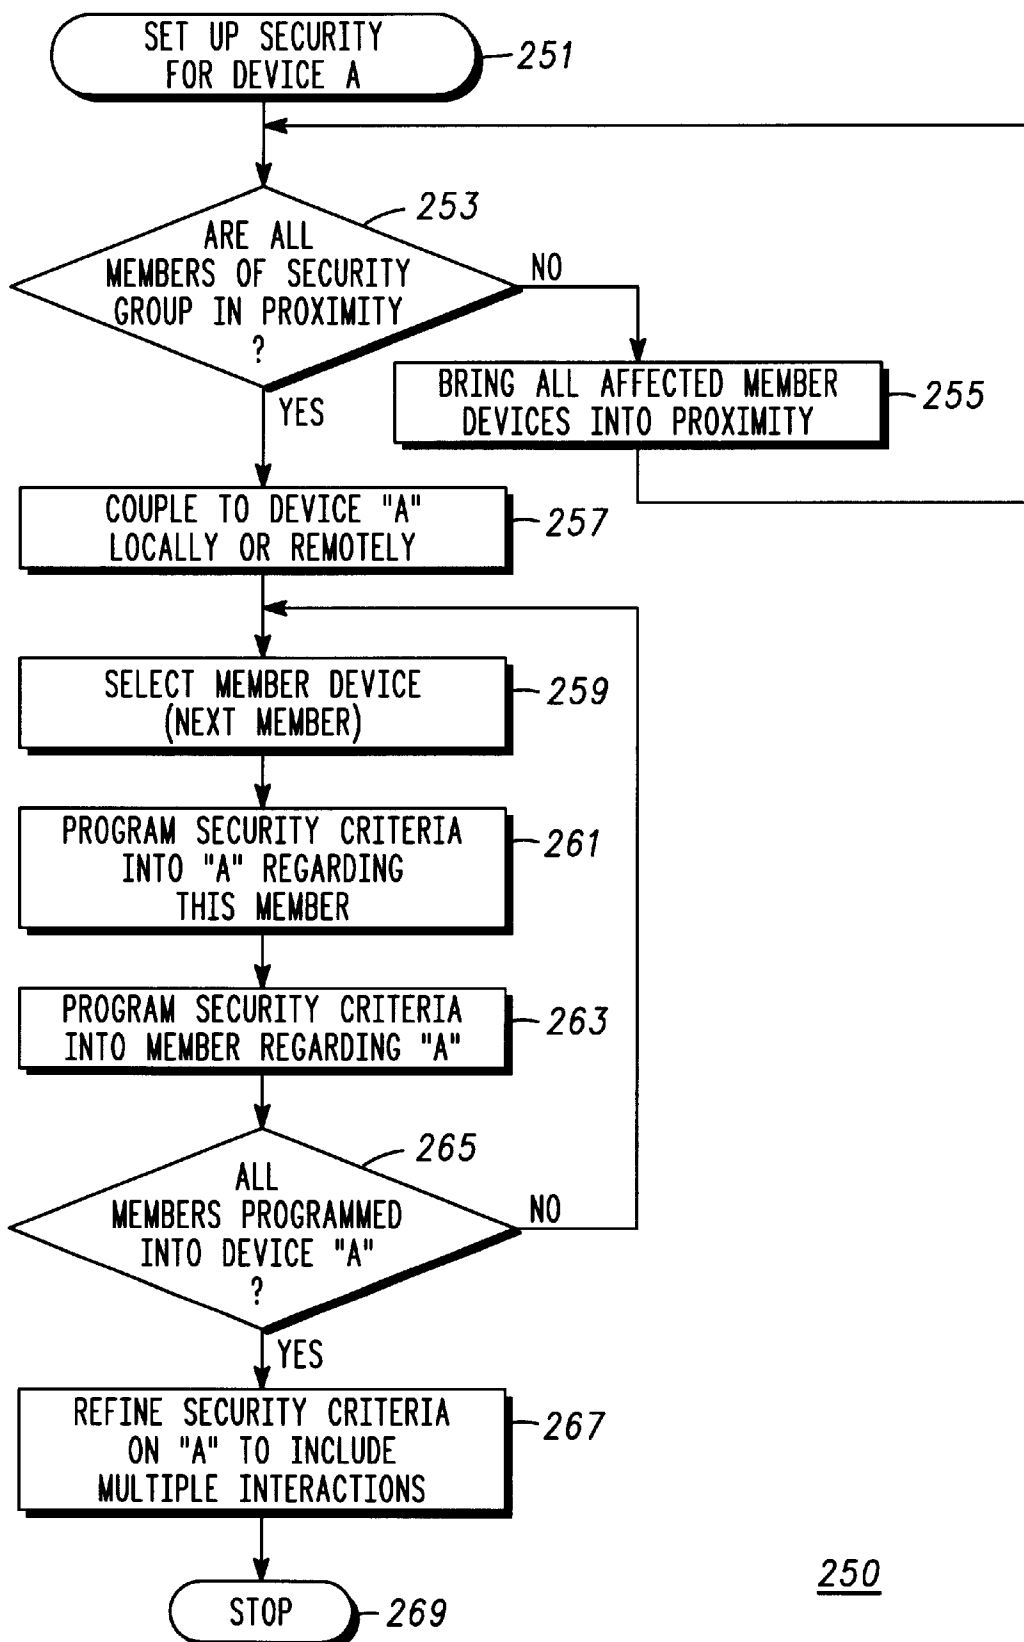 SET UP SECURITY
FOR DEVICE A
251
253
ARE ALL
MEMBERS OF SECURITY
GROUP IN PROXIMITY
?
NO
YES
BRING ALL AFFECTED MEMBER
DEVICES INTO PROXIMITY
255
COUPLE TO DEVICE "A"
LOCALLY OR REMOTELY
257
SELECT MEMBER DEVICE
(NEXT MEMBER)
259
PROGRAM SECURITY CRITERIA
INTO "A" REGARDING
THIS MEMBER
261
PROGRAM SECURITY CRITERIA
INTO MEMBER REGARDING "A"
263
265
ALL
MEMBERS PROGRAMMED
INTO DEVICE "A"
?
NO
YES
REFINE SECURITY CRITERIA
ON "A" TO INCLUDE
MULTIPLE INTERACTIONS
267
STOP
269
250